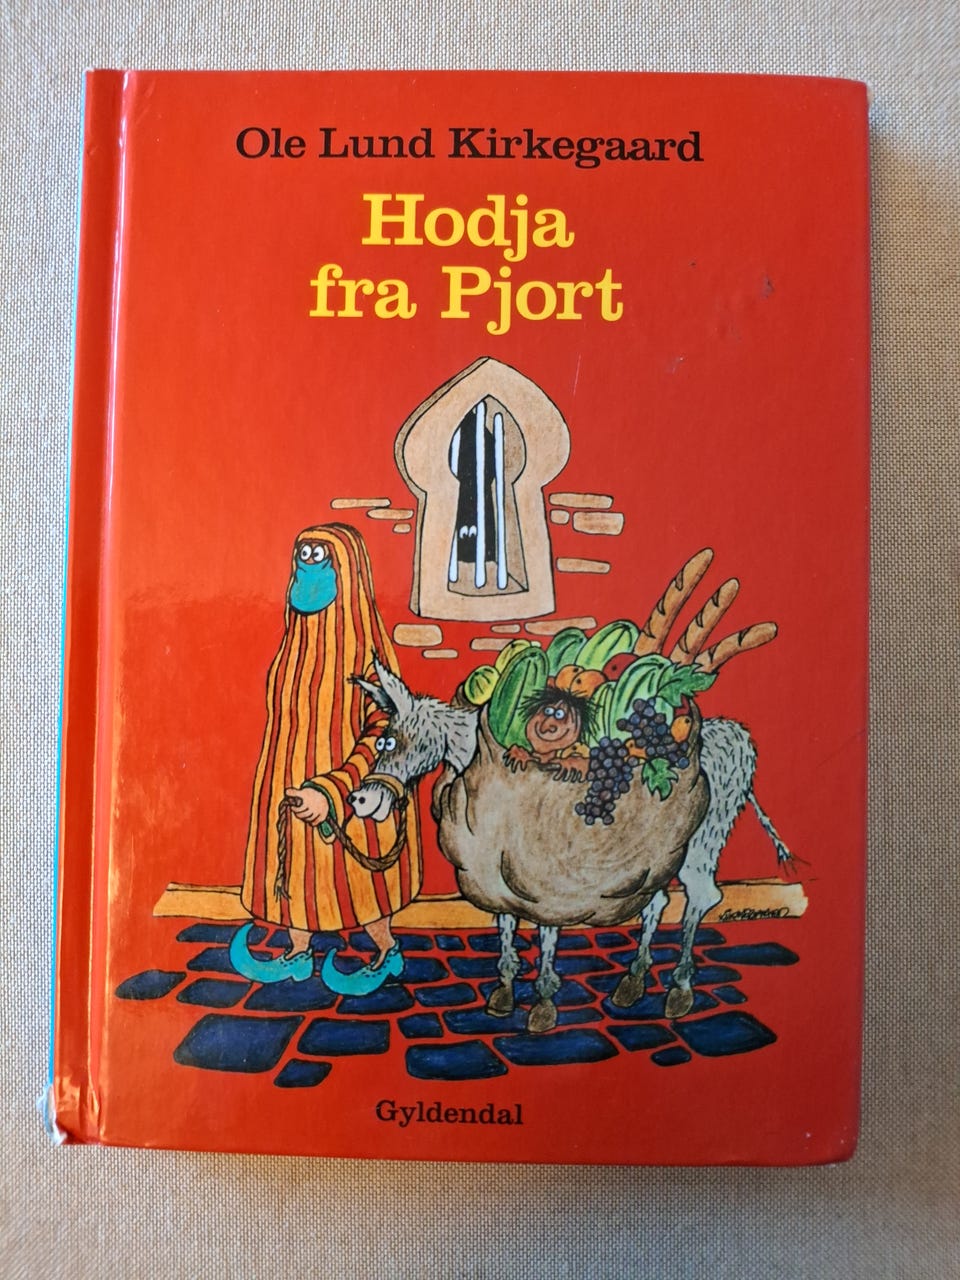 Ole Lund Kirkegaard
Hodja
fra Pjort
Gyldendal